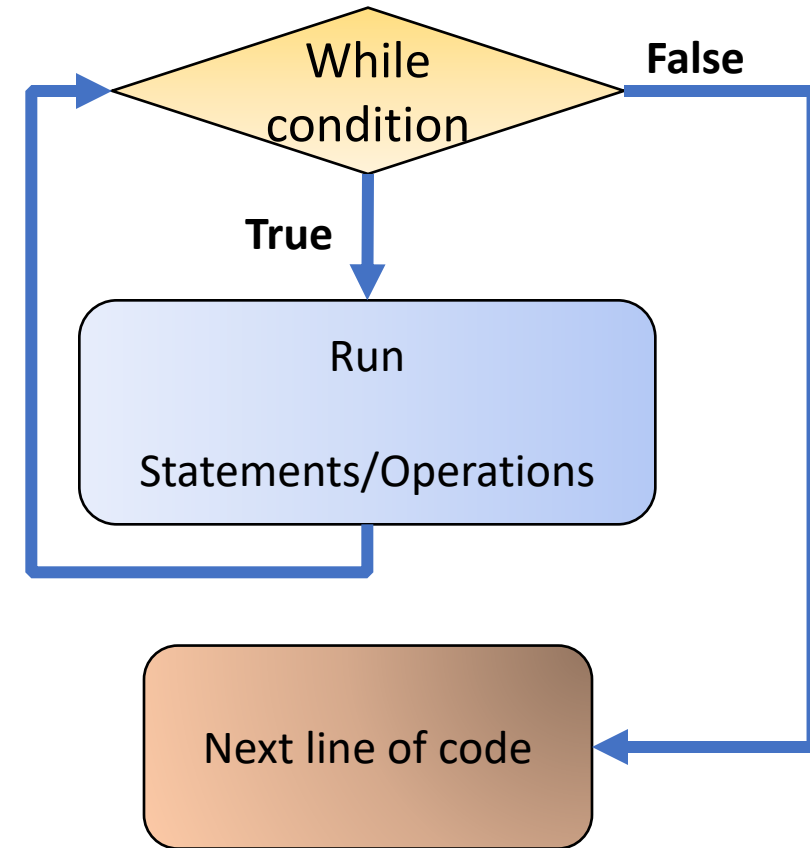 While
condition
False
True
Run
Statements/Operations
Next line of code